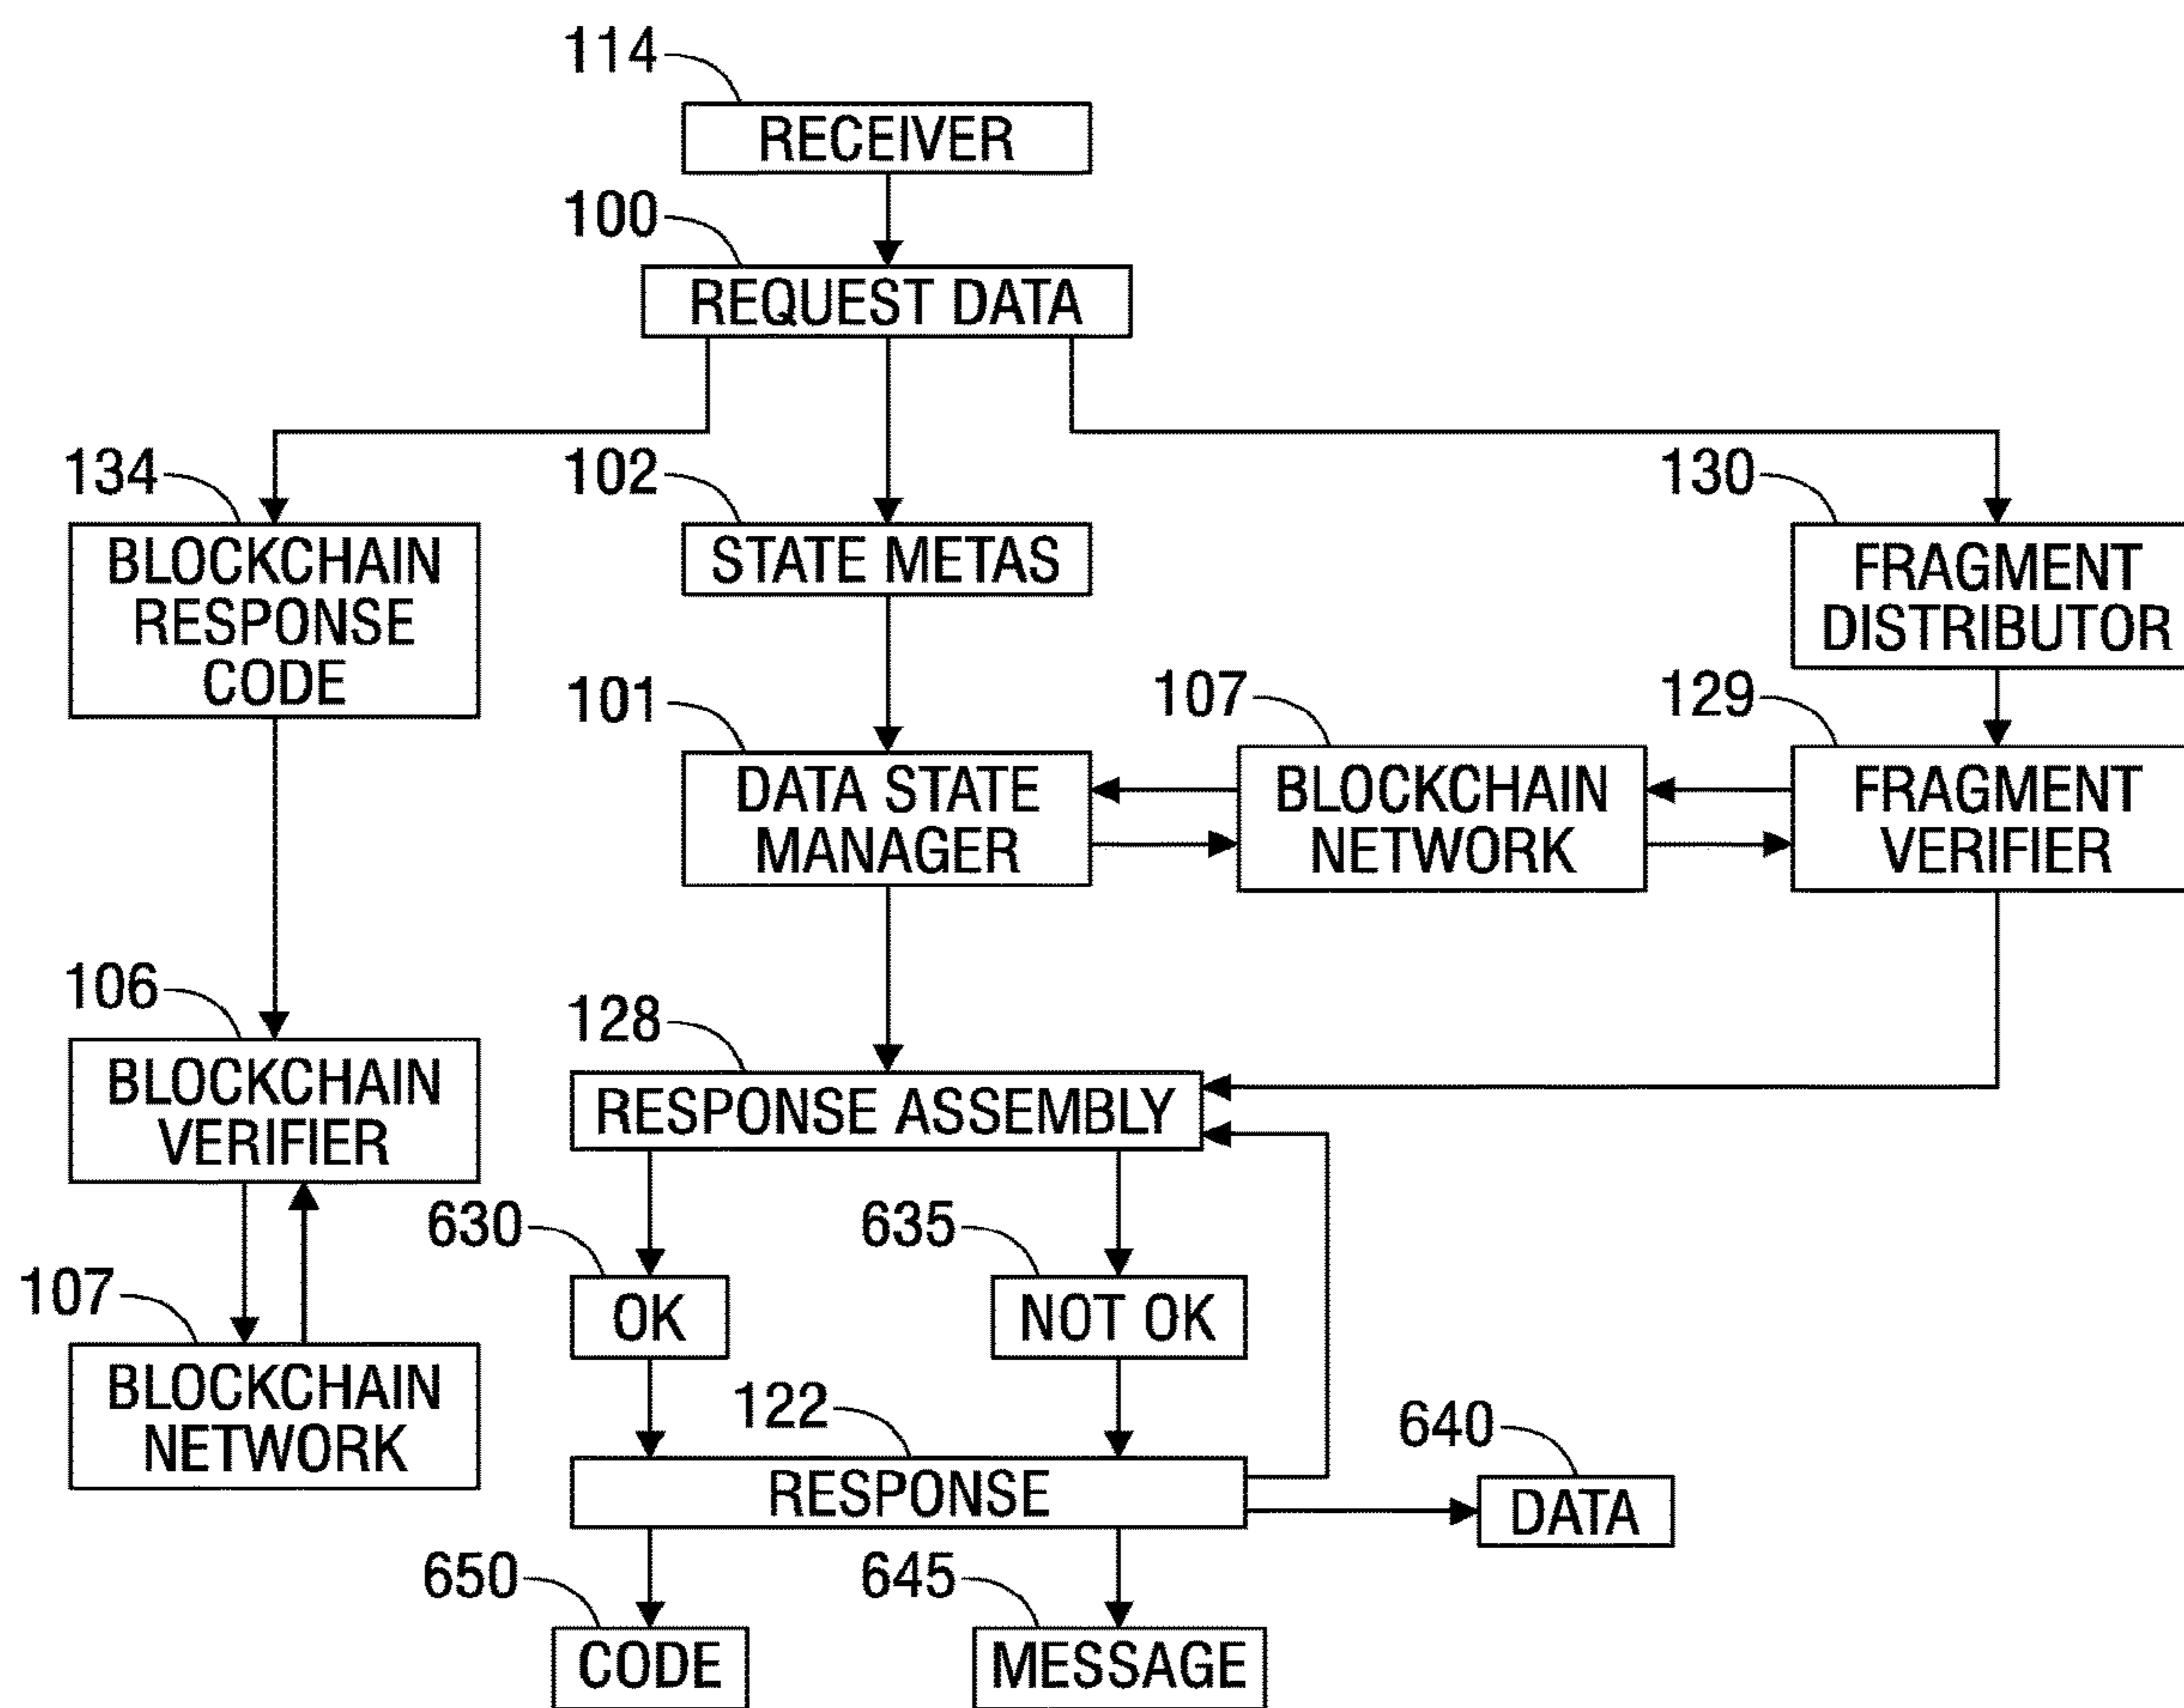 114
RECEIVER
100
REQUEST DATA
134
BLOCKCHAIN
RESPONSE
CODE
102
STATE METAS
130
FRAGMENT
DISTRIBUTOR
101
DATA STATE
MANAGER
107
BLOCKCHAIN
NETWORK
129
FRAGMENT
VERIFIER
106
BLOCKCHAIN
VERIFIER
128
RESPONSE ASSEMBLY
630
OK
635
NOT OK
107
BLOCKCHAIN
NETWORK
122
RESPONSE
640
DATA
650
CODE
645
MESSAGE